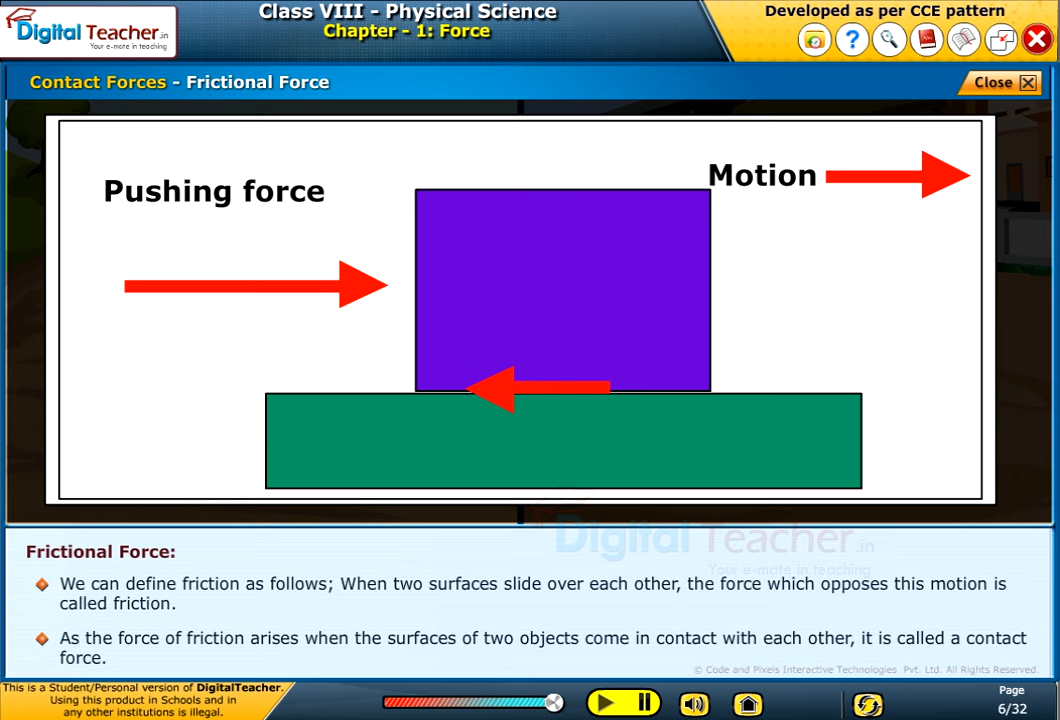 Digital Teacher.in
Your e-mate in teaching
Class VIII - Physical Science
Chapter - 1: Force
Developed as per CCE pattern
?
Contact Forces - Frictional Force
Close
Pushing force
Motion
Digital Teacher.in
Your e-mate in teaching
Frictional Force:
We can define friction as follows; When two surfaces slide over each other, the force which opposes this motion is
called friction.
As the force of friction arises when the surfaces of two objects come in contact with each other, it is called a contact
force.
© Code and Pixels Interactive Technologies Pvt. Ltd. All Rights Reserved.
This is a Student/Personal version of DigitalTeacher.
Using this product in Schools and in
any other institutions is illegal.
Page
6/32